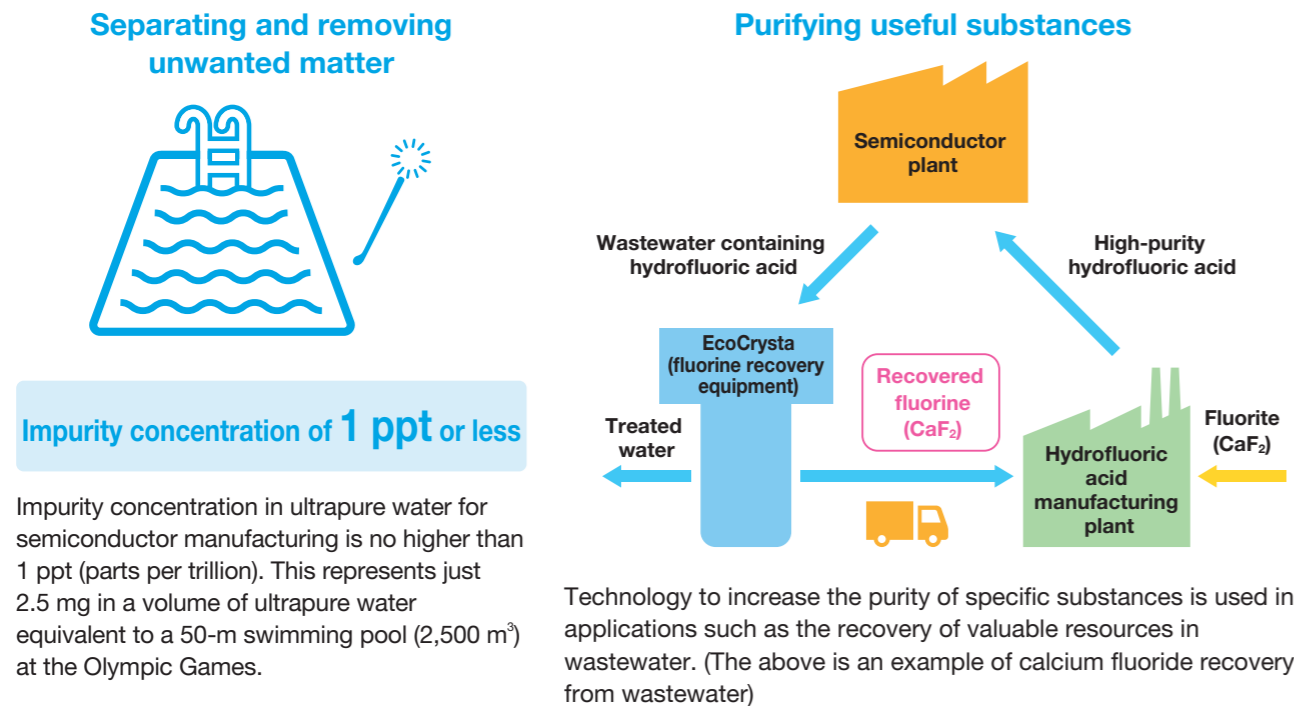 Separating and removing
unwanted matter
Impurity concentration of 1 ppt or less
Impurity concentration in ultrapure water for
semiconductor manufacturing is no higher than
1 ppt (parts per trillion). This represents just
2.5 mg in a volume of ultrapure water
equivalent to a 50-m swimming pool (2,500 m³)
at the Olympic Games.
Purifying useful substances
Semiconductor
plant
Wastewater containing
hydrofluoric acid
High-purity
hydrofluoric acid
EcoCrysta
(fluorine recovery
equipment)
Recovered
fluorine
(CaF₂)
Treated
water
Hydrofluoric
acid
manufacturing
plant
Fluorite
(CaF₂)
Technology to increase the purity of specific substances is used in
applications such as the recovery of valuable resources in
wastewater. (The above is an example of calcium fluoride recovery
from wastewater)